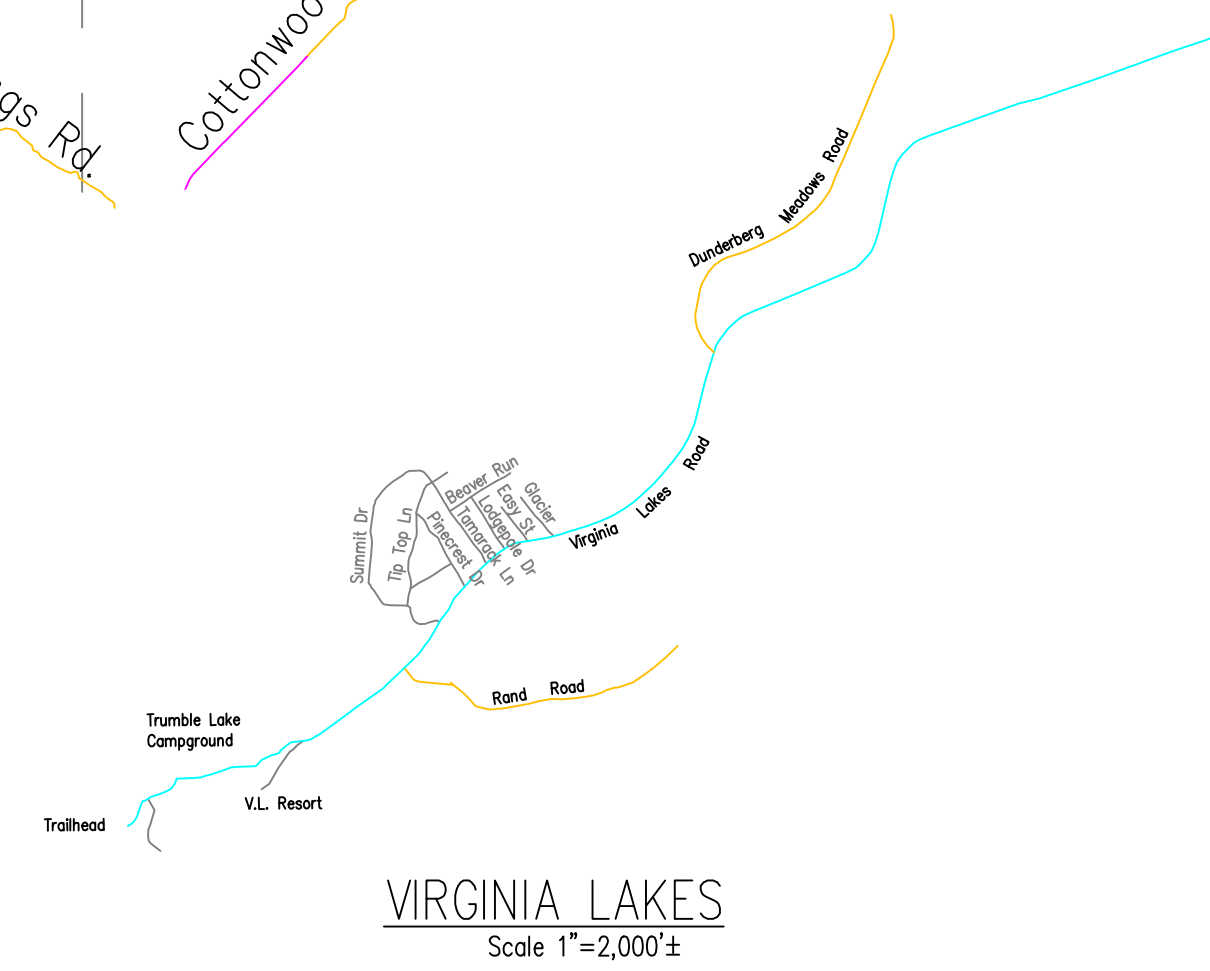 Cottonwoo
gs Rd.
Dunderberg Meadows Road
Beaver Run
Glacier
Easy St
Lodgepole Dr
Tamarack Ln
Pinecrest Dr
Tip Top Ln
Summit Dr
Virginia Lakes Road
Rand Road
Trumble Lake
Campground
V.L. Resort
Trailhead
VIRGINIA LAKES
Scale 1"=2,000'±